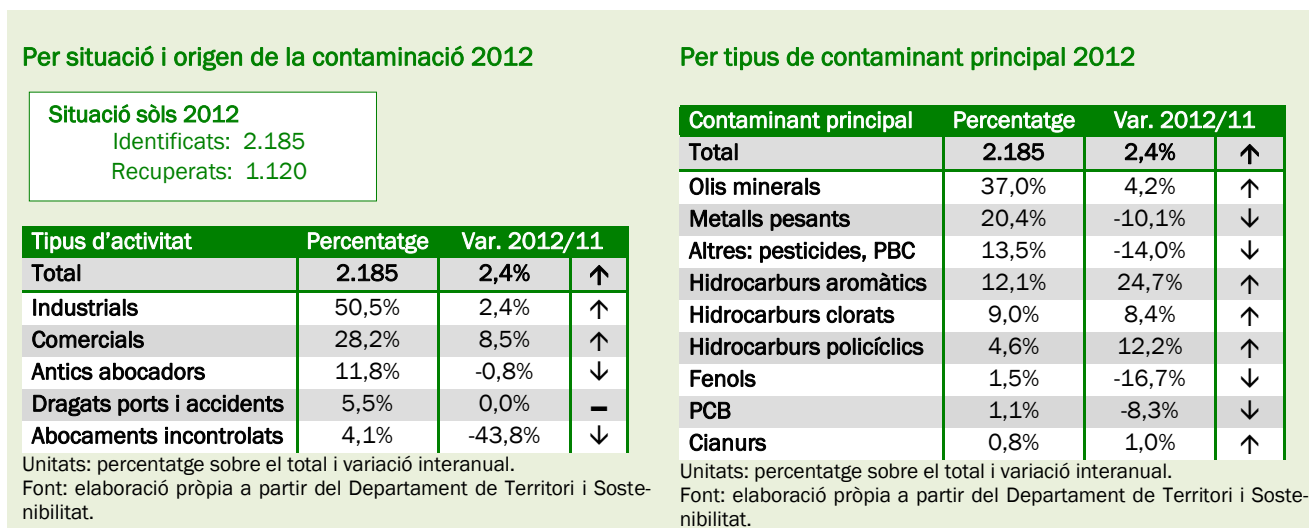 Per situació i origen de la contaminació 2012
Situació sòls 2012
Identificats: 2.185
Recuperats: 1.120
Tipus d'activitat Percentatge Var. 2012/11
Total 2.185 2,4% ↑
Industrials 50,5% 2,4% ↑
Comercials 28,2% 8,5% ↑
Antics abocadors 11,8% -0,8% ↓
Dragats ports i accidents 5,5% 0,0% –
Abocaments incontrolats 4,1% -43,8% ↓
Unitats: percentatge sobre el total i variació interanual.
Font: elaboració pròpia a partir del Departament de Territori i Soste-
nibilitat.
Per tipus de contaminant principal 2012
Contaminant principal Percentatge Var. 2012/11
Total 2.185 2,4% ↑
Olis minerals 37,0% 4,2% ↑
Metalls pesants 20,4% -10,1% ↓
Altres: pesticides, PBC 13,5% -14,0% ↓
Hidrocarburs aromàtics 12,1% 24,7% ↑
Hidrocarburs clorats 9,0% 8,4% ↑
Hidrocarburs policíclics 4,6% 12,2% ↑
Fenols 1,5% -16,7% ↓
PCB 1,1% -8,3% ↓
Cianurs 0,8% 1,0% ↑
Unitats: percentatge sobre el total i variació interanual.
Font: elaboració pròpia a partir del Departament de Territori i Soste-
nibilitat.